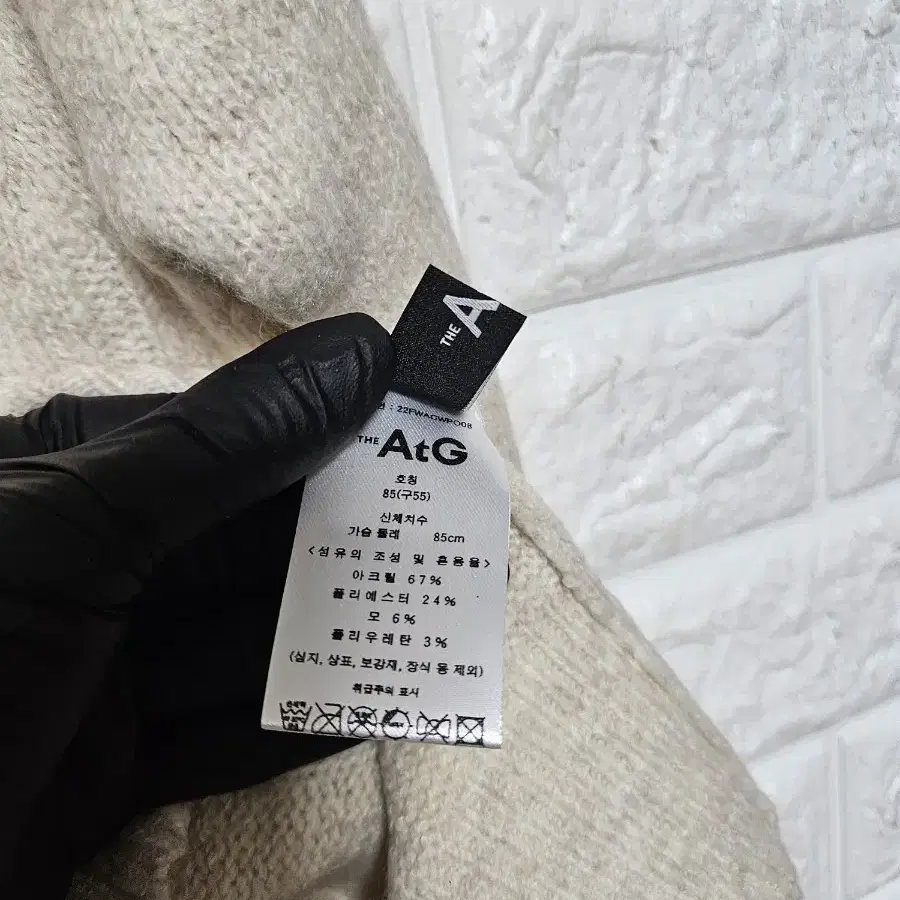 THE A
: 22FWAGWPO08
THE AtG
호칭
85(구55)
신체치수
가슴 둘레 85cm
<섬유의 조성 및 혼용율>
아크릴 67%
폴리에스터 24%
모 6%
폴리우레탄 3%
(심지, 상표, 보강재, 장식 등 제외)
취급주의 표시